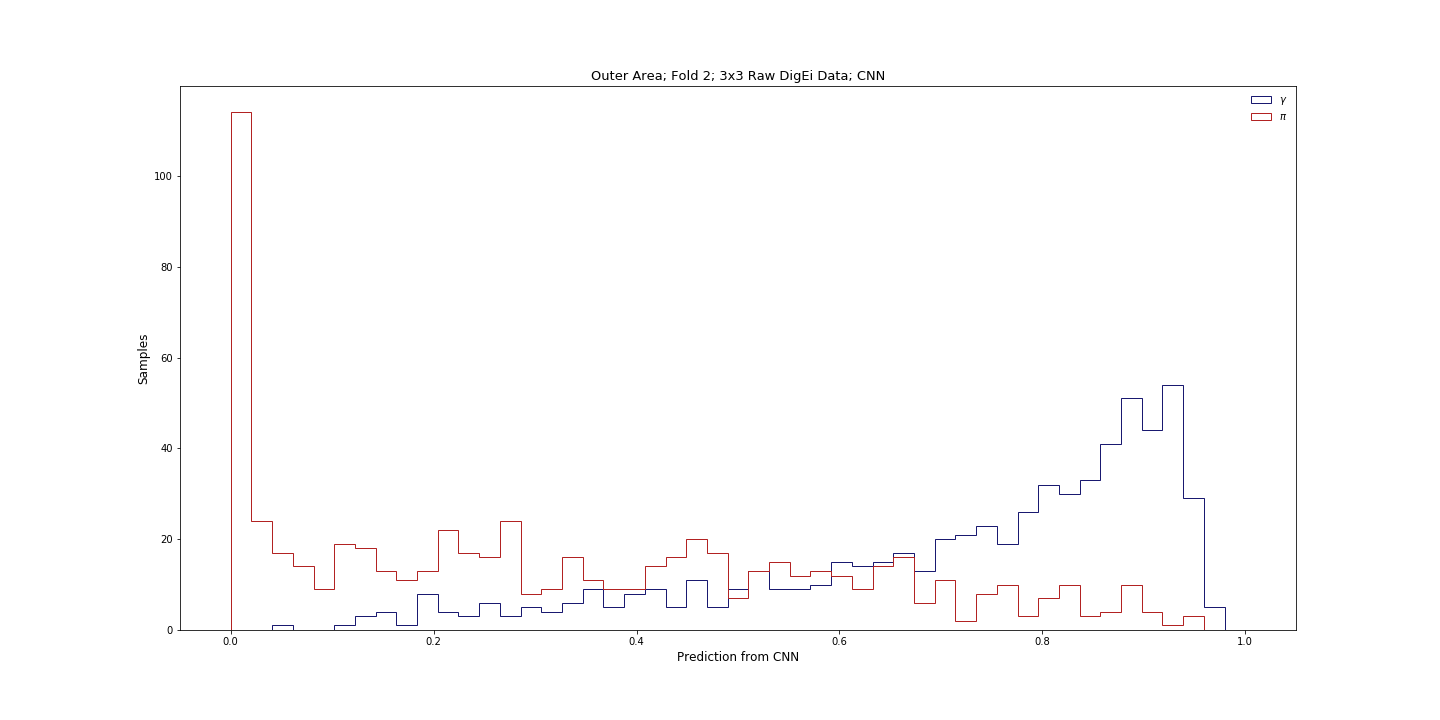 Outer Area; Fold 2; 3x3 Raw DigEi Data; CNN
γ
π
Samples
100
80
60
40
20
0
0.0 0.2 0.4 0.6 0.8 1.0
Prediction from CNN